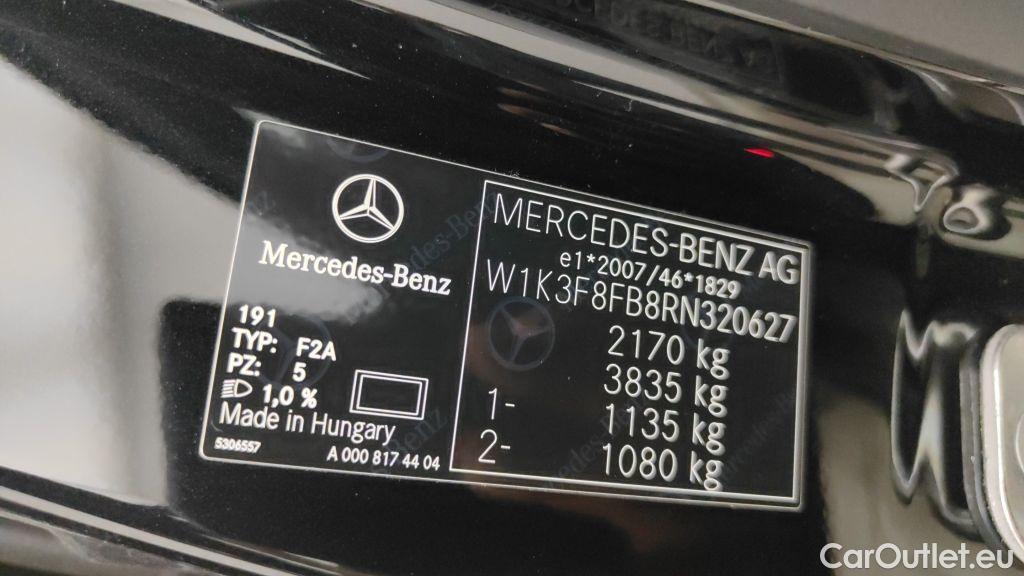 Mercedes-Benz
191
TYP: F2A
PZ: 5
1,0 %
Made in Hungary
5306557
A 000 817 44 04
MERCEDES-BENZ AG
e1*2007/46*1829
W1K3F8FB8RN320627
2170 kg
3835 kg
1- 1135 kg
2- 1080 kg
CarOutlet.eu